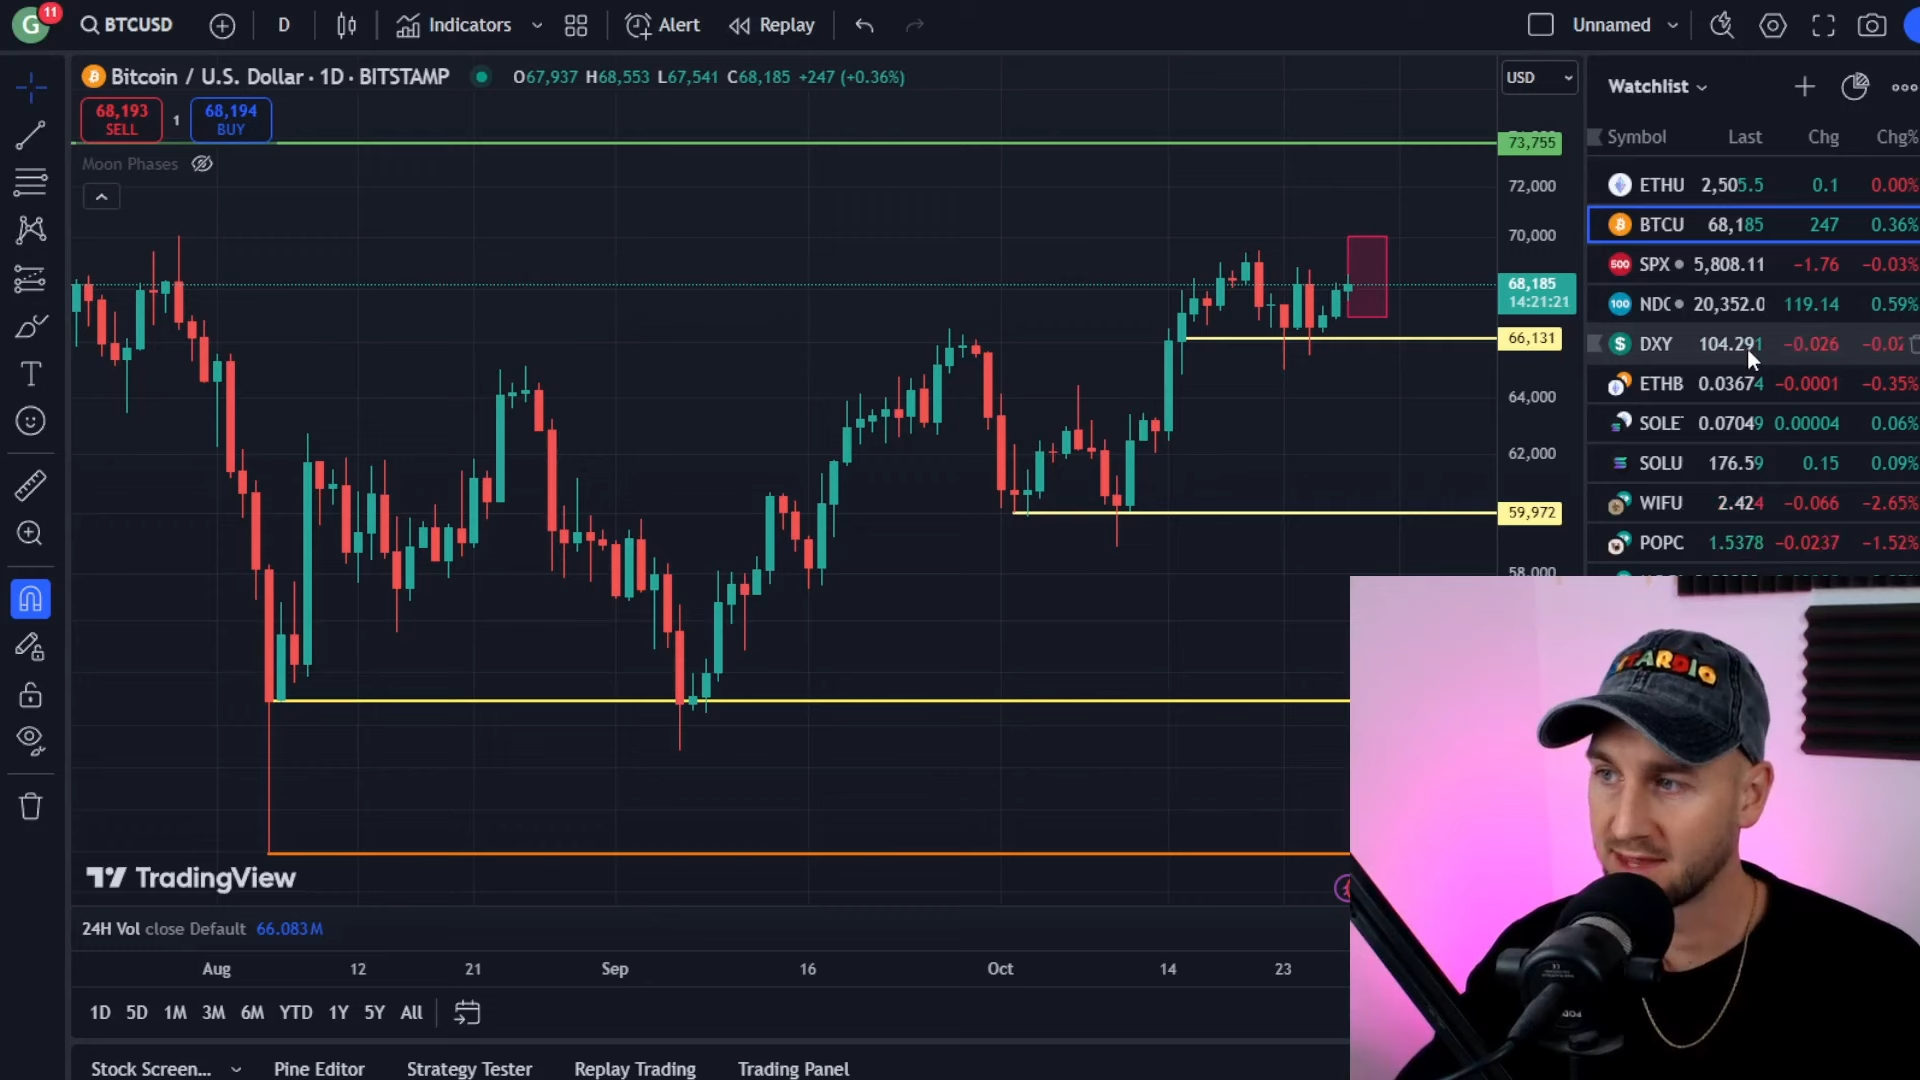 G 11 BTCUSD D Indicators Alert Replay Unnamed
Bitcoin / U.S. Dollar · 1D · BITSTAMP O67,937 H68,553 L67,541 C68,185 +247 (+0.36%)
USD
68,193 SELL 1 68,194 BUY
Moon Phases
73,755
72,000
70,000
68,185
14:21:21
66,131
64,000
62,000
59,972
58,000
Watchlist
Symbol Last Chg Chg%
ETHU 2,505.5 0.1 0.00%
BTCU 68,185 247 0.36%
500 SPX 5,808.11 −1.76 −0.03%
100 NDC 20,352.0 119.14 0.59%
$ DXY 104.291 −0.026 −0.02
ETHB 0.03674 −0.0001 −0.35%
SOLE 0.07049 0.00004 0.06%
SOLU 176.59 0.15 0.09%
WIFU 2.424 −0.066 −2.65%
POPC 1.5378 −0.0237 −1.52%
TradingView
24H Vol close Default 66.083M
Aug 12 21 Sep 16 Oct 14 23
1D 5D 1M 3M 6M YTD 1Y 5Y All
Stock Screen... Pine Editor Strategy Tester Replay Trading Trading Panel